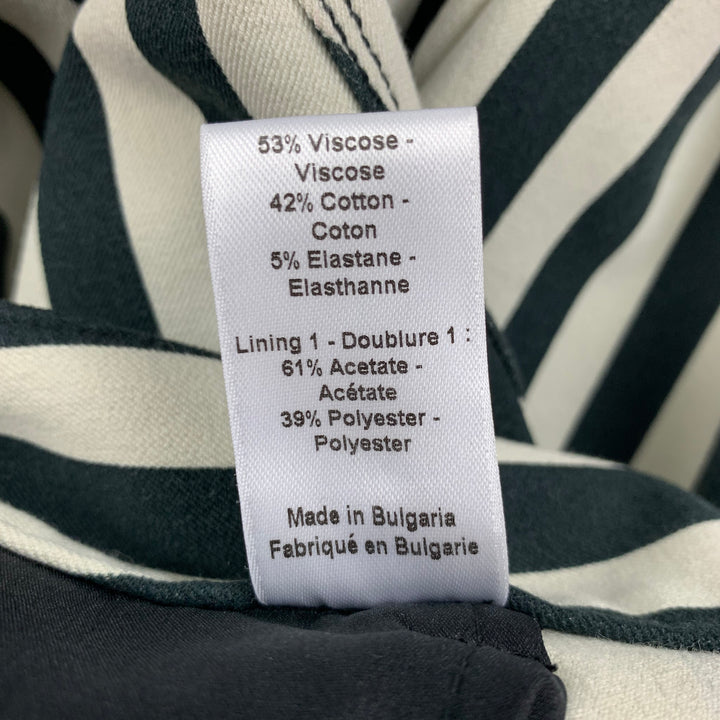 53% Viscose -
Viscose
42% Cotton -
Coton
5% Elastane -
Elasthanne
Lining 1 - Doublure 1 :
61% Acetate -
Acétate
39% Polyester -
Polyester
Made in Bulgaria
Fabriqué en Bulgarie